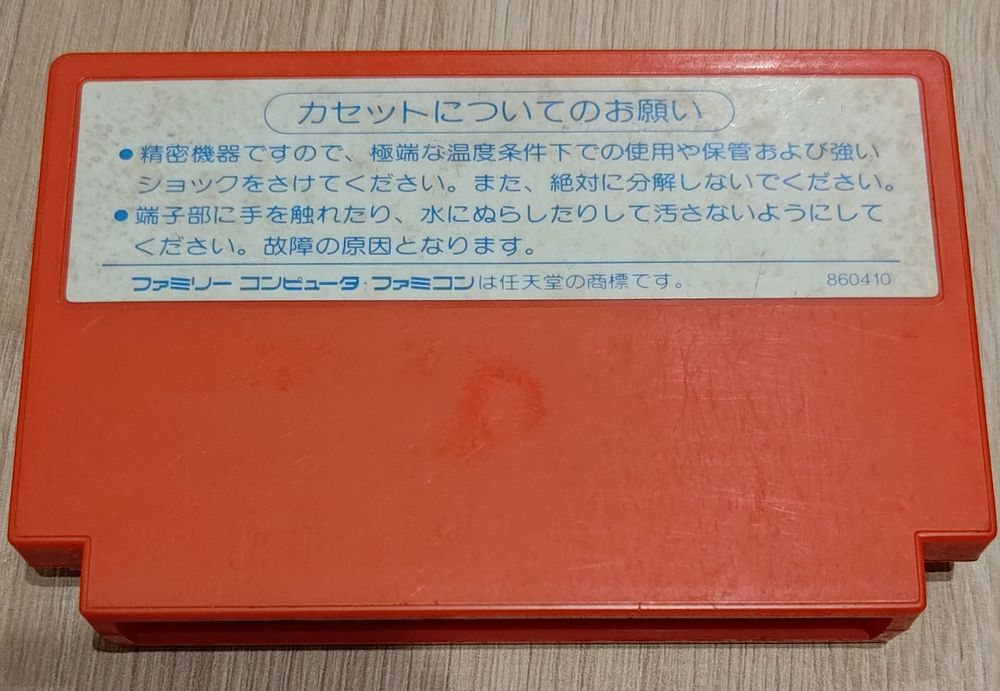 カセットについてのお願い
●精密機器ですので、極端な温度条件下での使用や保管および強い
ショックをさけてください。また、絶対に分解しないでください。
●端子部に手を触れたり、水にぬらしたりして汚さないようにして
ください。故障の原因となります。
ファミリーコンピュータ・ファミコンは任天堂の商標です。 860410